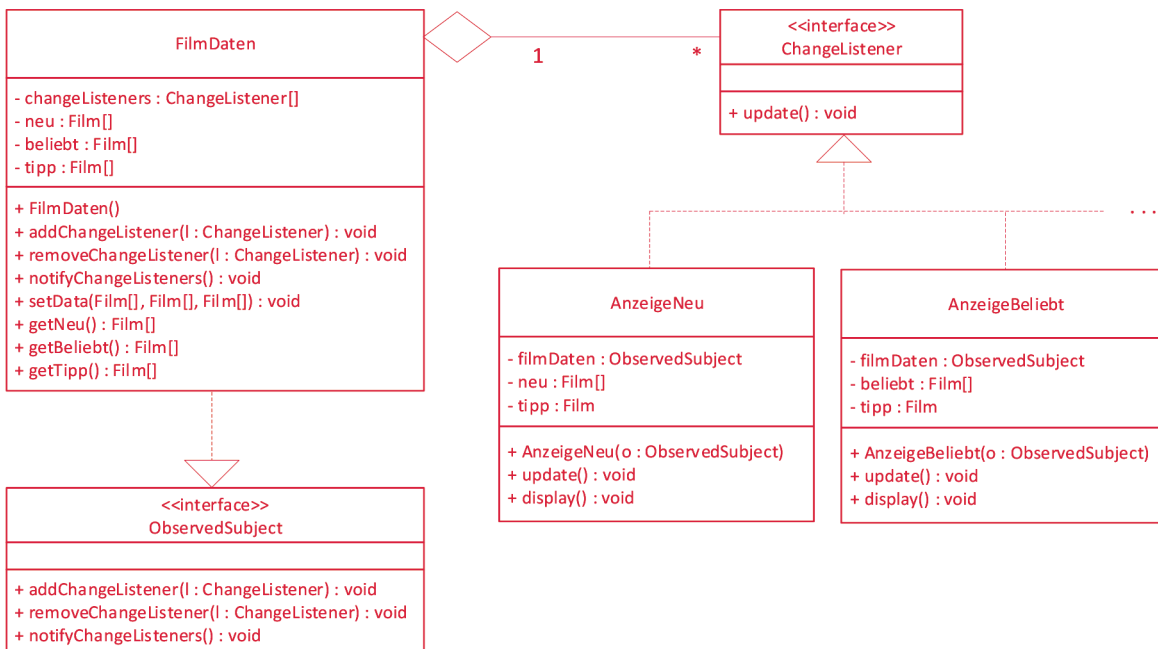 FilmDaten
- changeListeners : ChangeListener[]
- neu : Film[]
- beliebt : Film[]
- tipp : Film[]
+ FilmDaten()
+ addChangeListener(l : ChangeListener) : void
+ removeChangeListener(l : ChangeListener) : void
+ notifyChangeListeners() : void
+ setData(Film[], Film[], Film[]) : void
+ getNeu() : Film[]
+ getBeliebt() : Film[]
+ getTipp() : Film[]
1
*
<<interface>>
ChangeListener
+ update() : void
...
AnzeigeNeu
- filmDaten : ObservedSubject
- neu : Film[]
- tipp : Film
+ AnzeigeNeu(o : ObservedSubject)
+ update() : void
+ display() : void
AnzeigeBeliebt
- filmDaten : ObservedSubject
- beliebt : Film[]
- tipp : Film
+ AnzeigeBeliebt(o : ObservedSubject)
+ update() : void
+ display() : void
<<interface>>
ObservedSubject
+ addChangeListener(l : ChangeListener) : void
+ removeChangeListener(l : ChangeListener) : void
+ notifyChangeListeners() : void